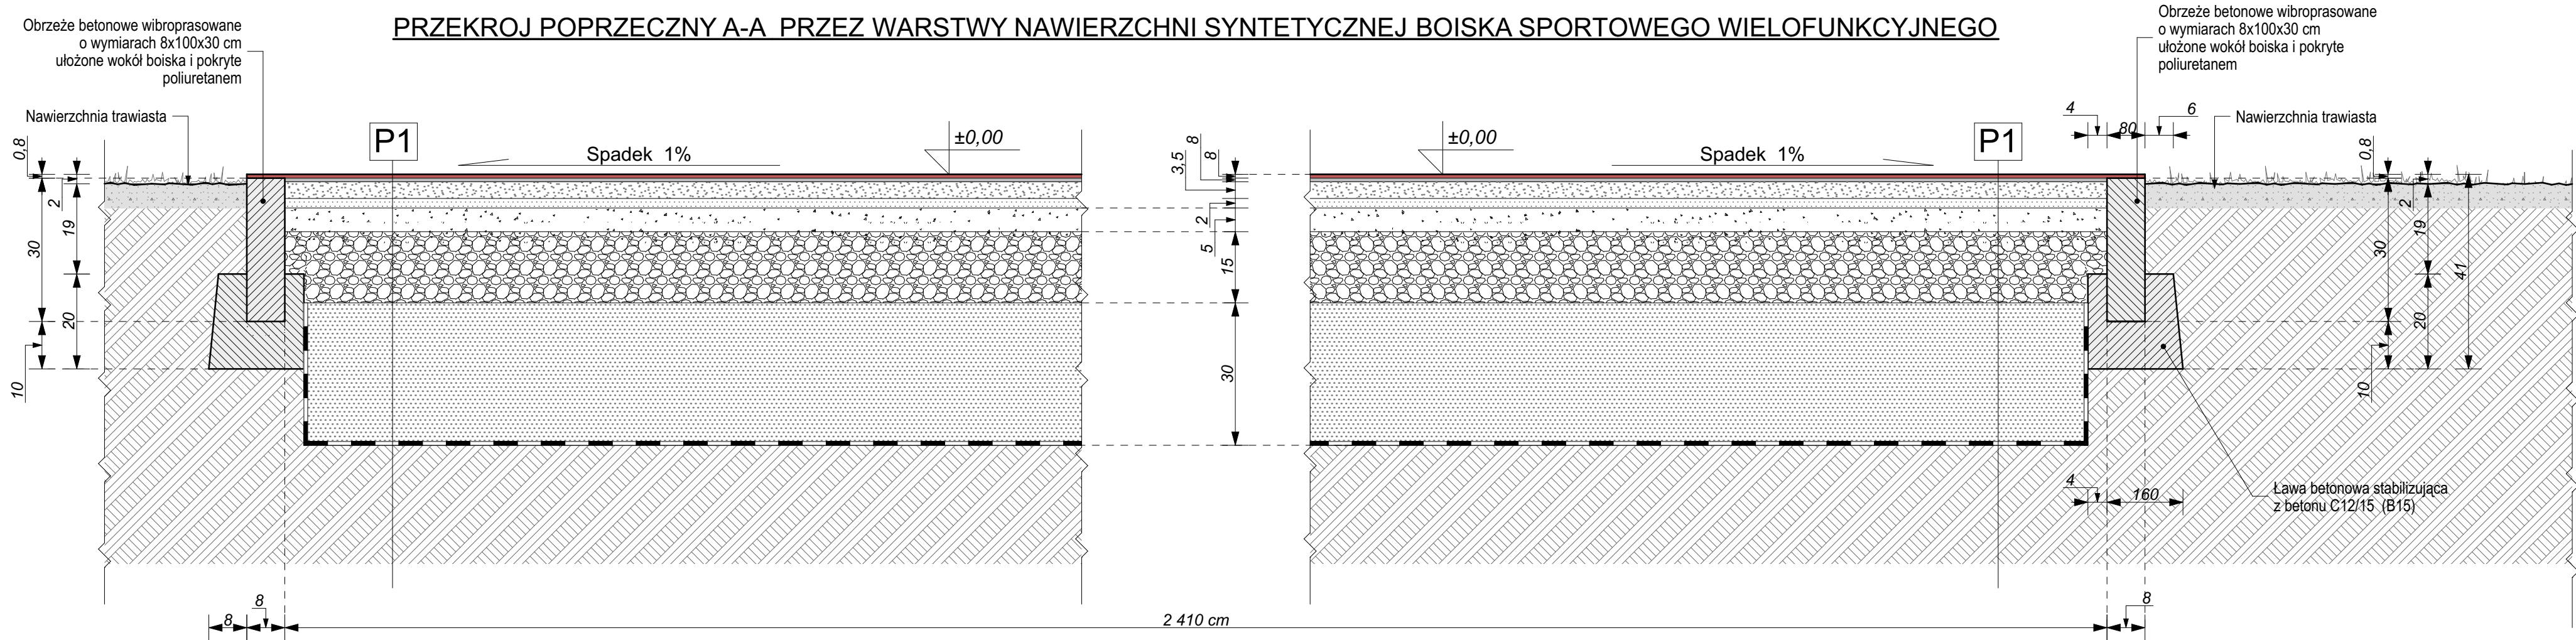 PRZEKROJ POPRZECZNY A-A PRZEZ WARSTWY NAWIERZCHNI SYNTETYCZNEJ BOISKA SPORTOWEGO WIELOFUNKCYJNEGO
Obrzeże betonowe wibroprasowane
o wymiarach 8x100x30 cm
ułożone wokół boiska i pokryte
poliuretanem
Nawierzchnia trawiasta
0,8
2
30
19
20
10
P1
Spadek 1%
±0,00
8
8
3,5
2
5
15
30
±0,00
Spadek 1%
P1
Obrzeże betonowe wibroprasowane
o wymiarach 8x100x30 cm
ułożone wokół boiska i pokryte
poliuretanem
4
80
6
Nawierzchnia trawiasta
0,8
2
30
19
41
20
10
4
160
Ława betonowa stabilizująca
z betonu C12/15 (B15)
8
8
2 410 cm
8